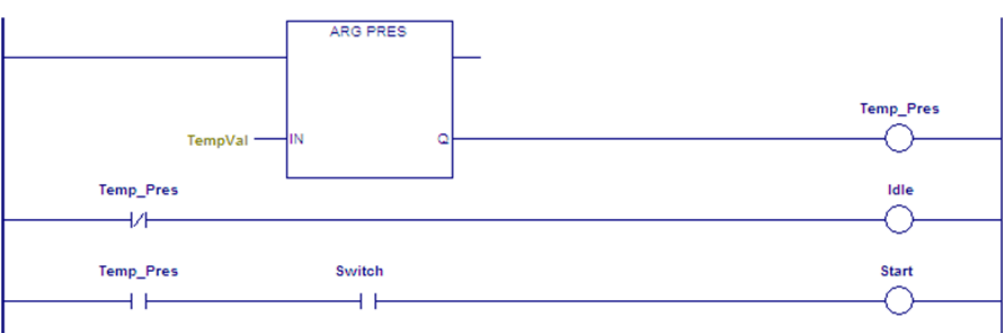 ARG PRES
Temp_Pres
TempVal IN Q
Temp_Pres Idle
Temp_Pres Switch Start